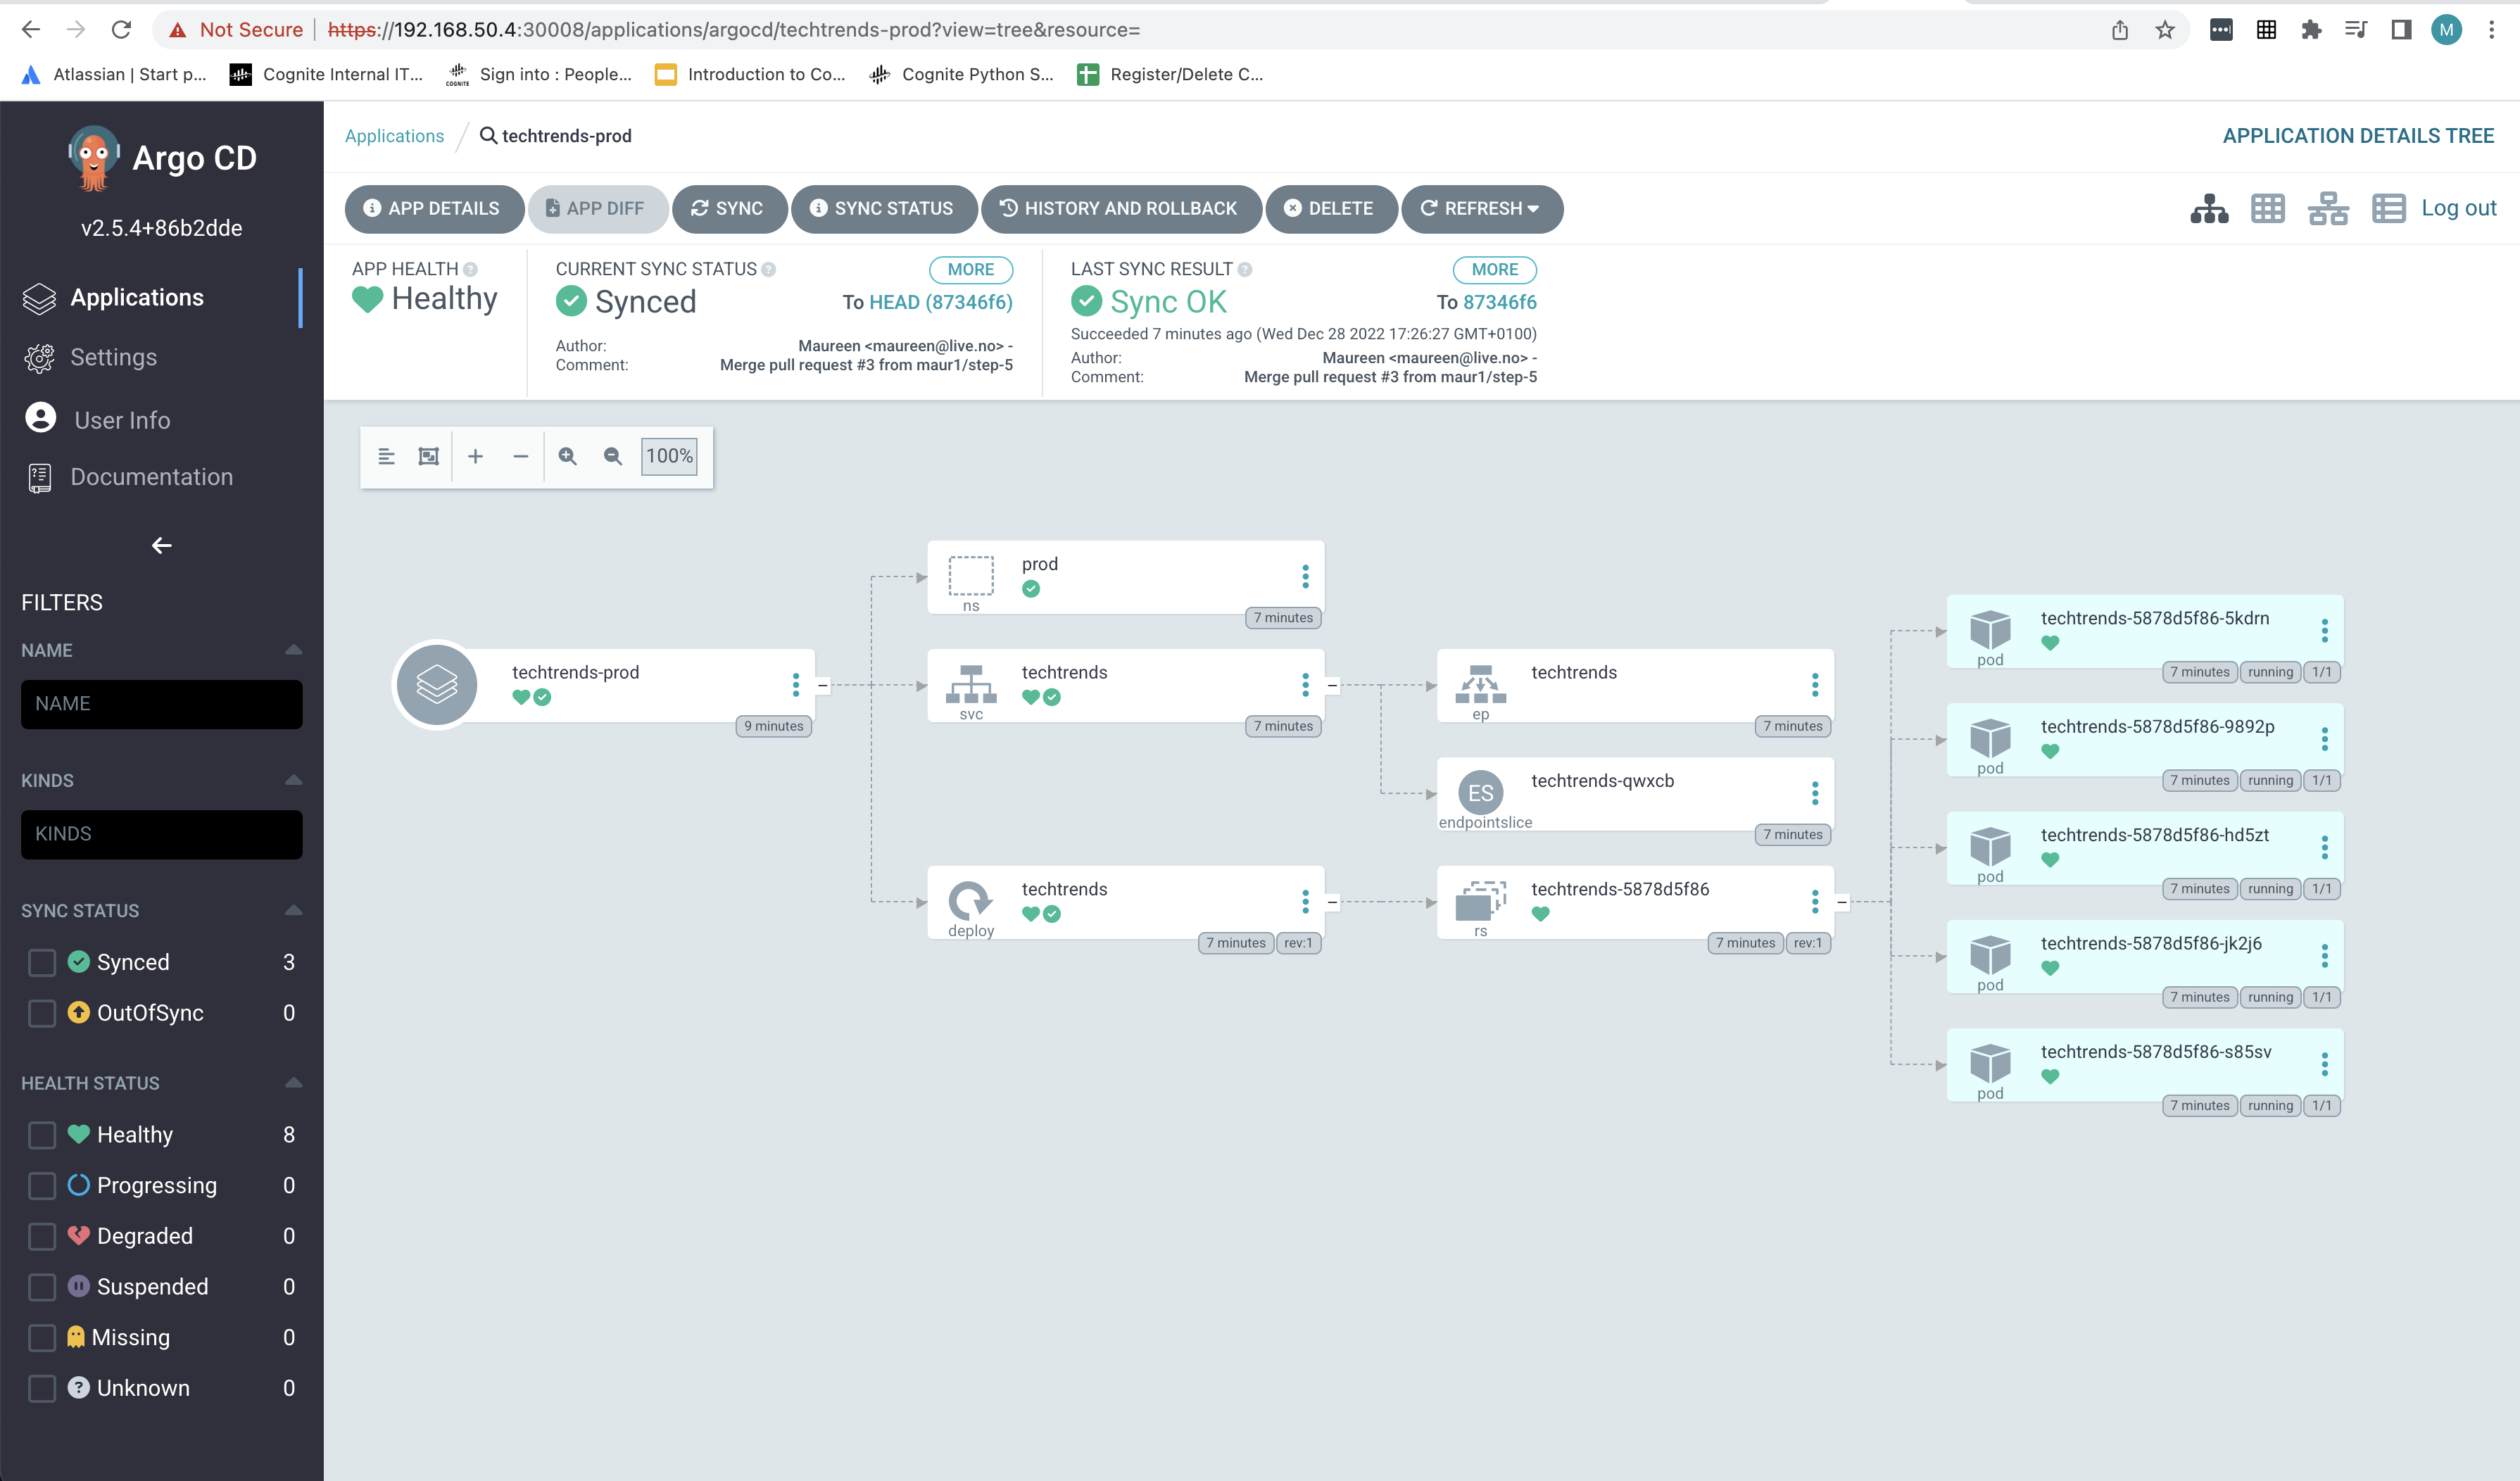 Not Secure https://192.168.50.4:30008/applications/argocd/techtrends-prod?view=tree&resource=
M
Atlassian | Start p... Cognite Internal IT... COGNITE Sign into : People... Introduction to Co... Cognite Python S... Register/Delete C...
Argo CD
v2.5.4+86b2dde
Applications
Settings
User Info
Documentation
FILTERS
NAME
NAME
KINDS
KINDS
SYNC STATUS
Synced 3
OutOfSync 0
HEALTH STATUS
Healthy 8
Progressing 0
Degraded 0
Suspended 0
Missing 0
Unknown 0
Applications / techtrends-prod APPLICATION DETAILS TREE
APP DETAILS APP DIFF SYNC SYNC STATUS HISTORY AND ROLLBACK DELETE REFRESH Log out
APP HEALTH
Healthy
CURRENT SYNC STATUS MORE
Synced To HEAD (87346f6)
Author: Maureen <maureen@live.no> -
Comment: Merge pull request #3 from maur1/step-5
LAST SYNC RESULT MORE
Sync OK To 87346f6
Succeeded 7 minutes ago (Wed Dec 28 2022 17:26:27 GMT+0100)
Author: Maureen <maureen@live.no> -
Comment: Merge pull request #3 from maur1/step-5
100%
techtrends-prod
9 minutes
prod
ns
7 minutes
techtrends
svc
7 minutes
techtrends
deploy
7 minutes rev:1
techtrends
ep
7 minutes
techtrends-qwxcb
ES
endpointslice
7 minutes
techtrends-5878d5f86
rs
7 minutes rev:1
techtrends-5878d5f86-5kdrn
pod
7 minutes running 1/1
techtrends-5878d5f86-9892p
pod
7 minutes running 1/1
techtrends-5878d5f86-hd5zt
pod
7 minutes running 1/1
techtrends-5878d5f86-jk2j6
pod
7 minutes running 1/1
techtrends-5878d5f86-s85sv
pod
7 minutes running 1/1